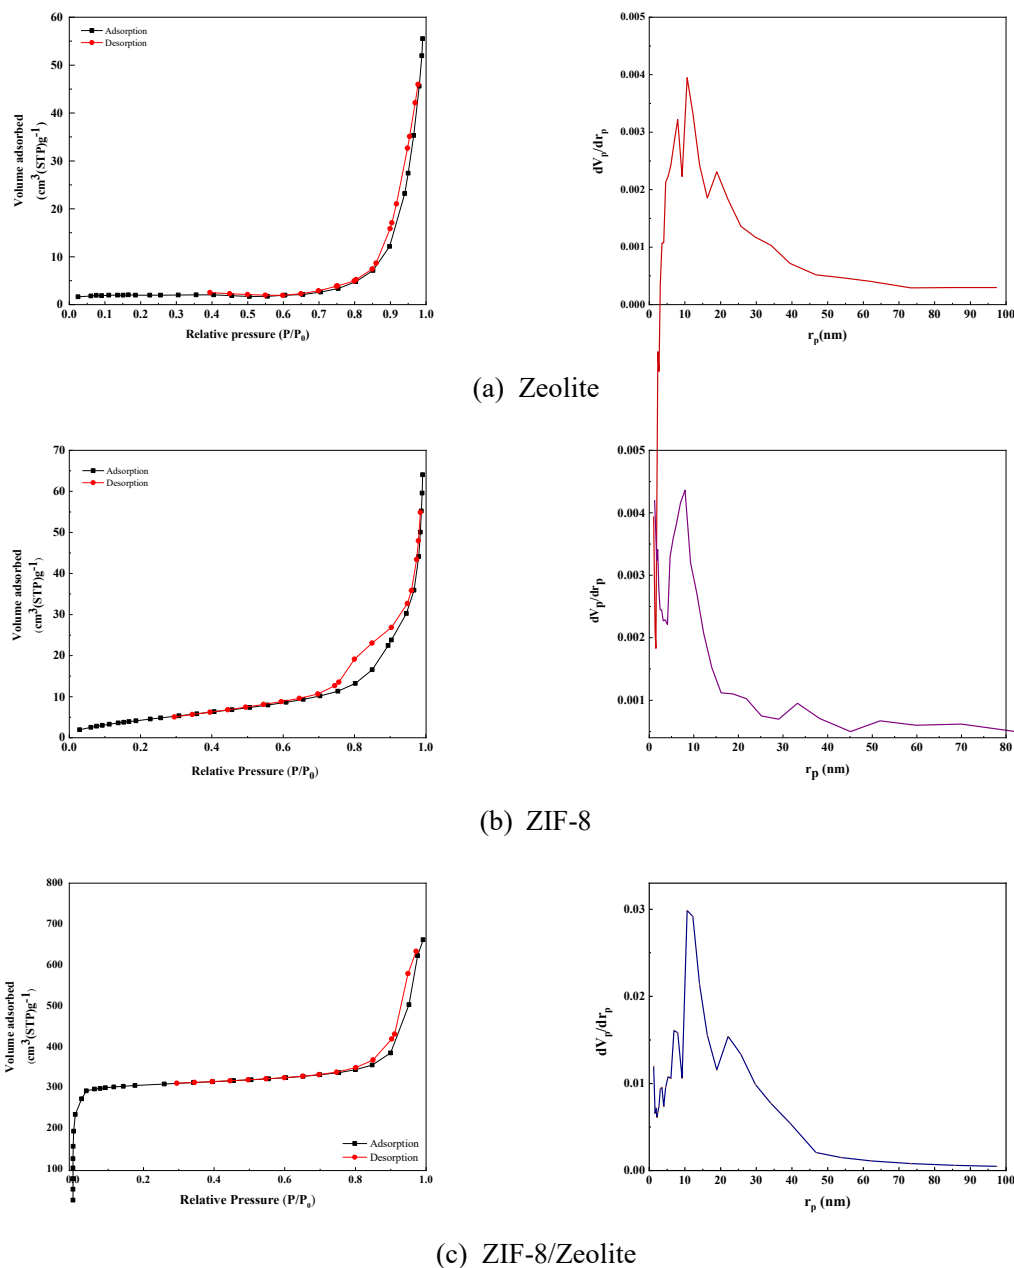 60
50
40
30
20
10
0
Adsorption
Desorption
Volume adsorbed
(cm³(STP)g⁻¹)
0.0 0.1 0.2 0.3 0.4 0.5 0.6 0.7 0.8 0.9 1.0
Relative pressure (P/P₀)
0.005
0.004
0.003
0.002
0.001
0.000
dVₚ/drₚ
0 10 20 30 40 50 60 70 80 90 100
rₚ(nm)
(a) Zeolite
70
60
50
40
30
20
10
0
Adsorption
Desorption
Volume adsorbed
(cm³(STP)g⁻¹)
0.0 0.2 0.4 0.6 0.8 1.0
Relative Pressure (P/P₀)
0.005
0.004
0.003
0.002
0.001
dVₚ/drₚ
0 10 20 30 40 50 60 70 80
rₚ (nm)
(b) ZIF-8
800
700
600
500
400
300
200
100
Adsorption
Desorption
Volume adsorbed
(cm³(STP)g⁻¹)
0.0 0.2 0.4 0.6 0.8 1.0
Relative Pressure (P/P₀)
0.03
0.02
0.01
0.00
dVₚ/drₚ
0 10 20 30 40 50 60 70 80 90 100
rₚ (nm)
(c) ZIF-8/Zeolite